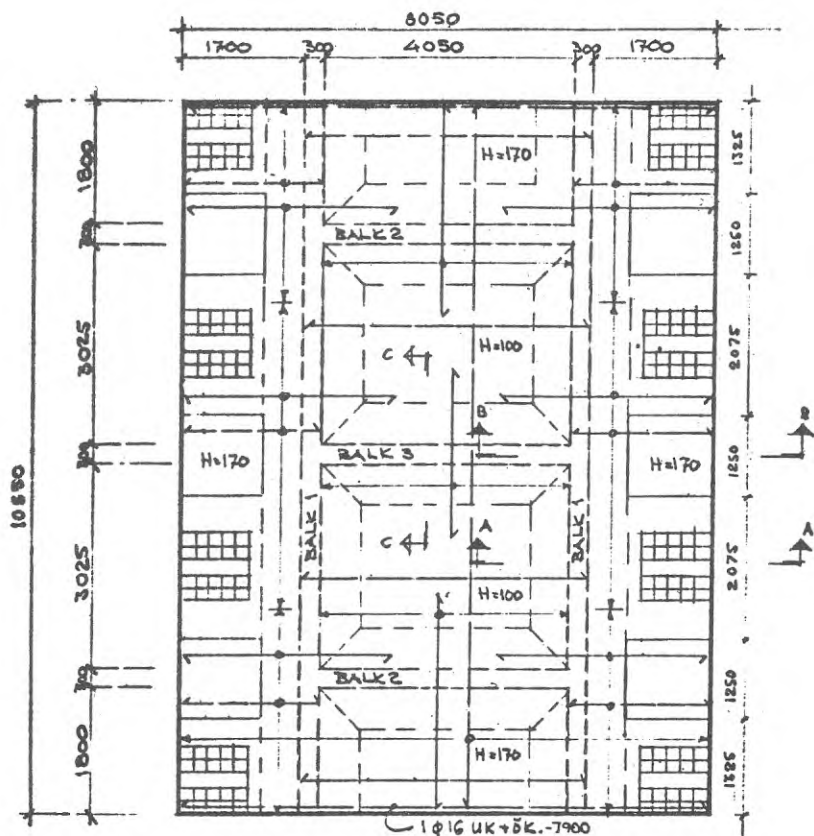 8050
1700 300 4050 300 1700
1800
1325
H=170
BALK 2
300
1250
3025
2075
H=100
C
B
B
10550
300
BALK 3
H=170
H=170
1250
BALK 1
BALK 1
A
A
C
3025
2075
H=100
BALK 2
300
1250
1800
H=170
1325
1 ϕ 16 UK + ÖK. -7900